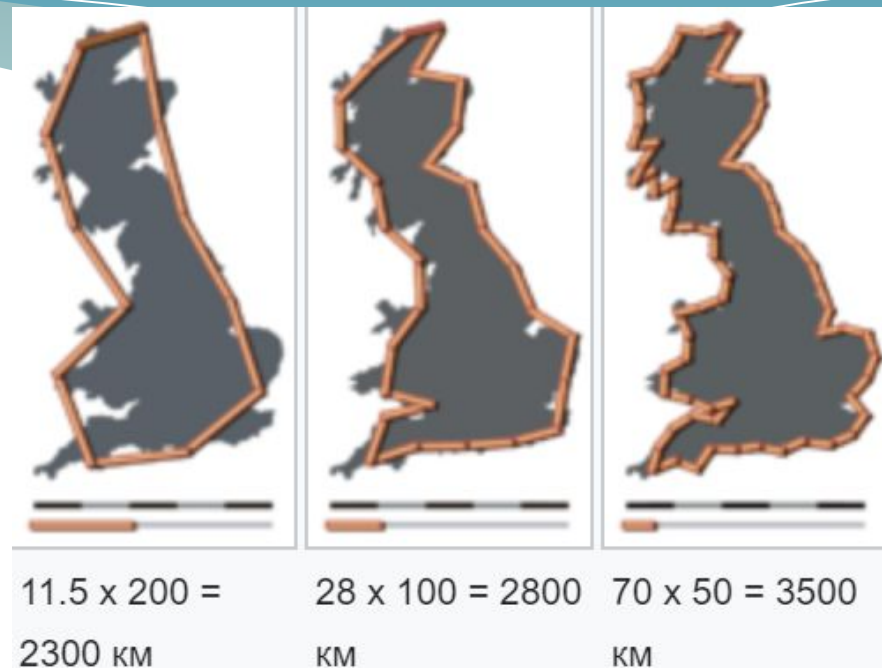 11.5 x 200 =
2300 км
28 x 100 = 2800
км
70 x 50 = 3500
км